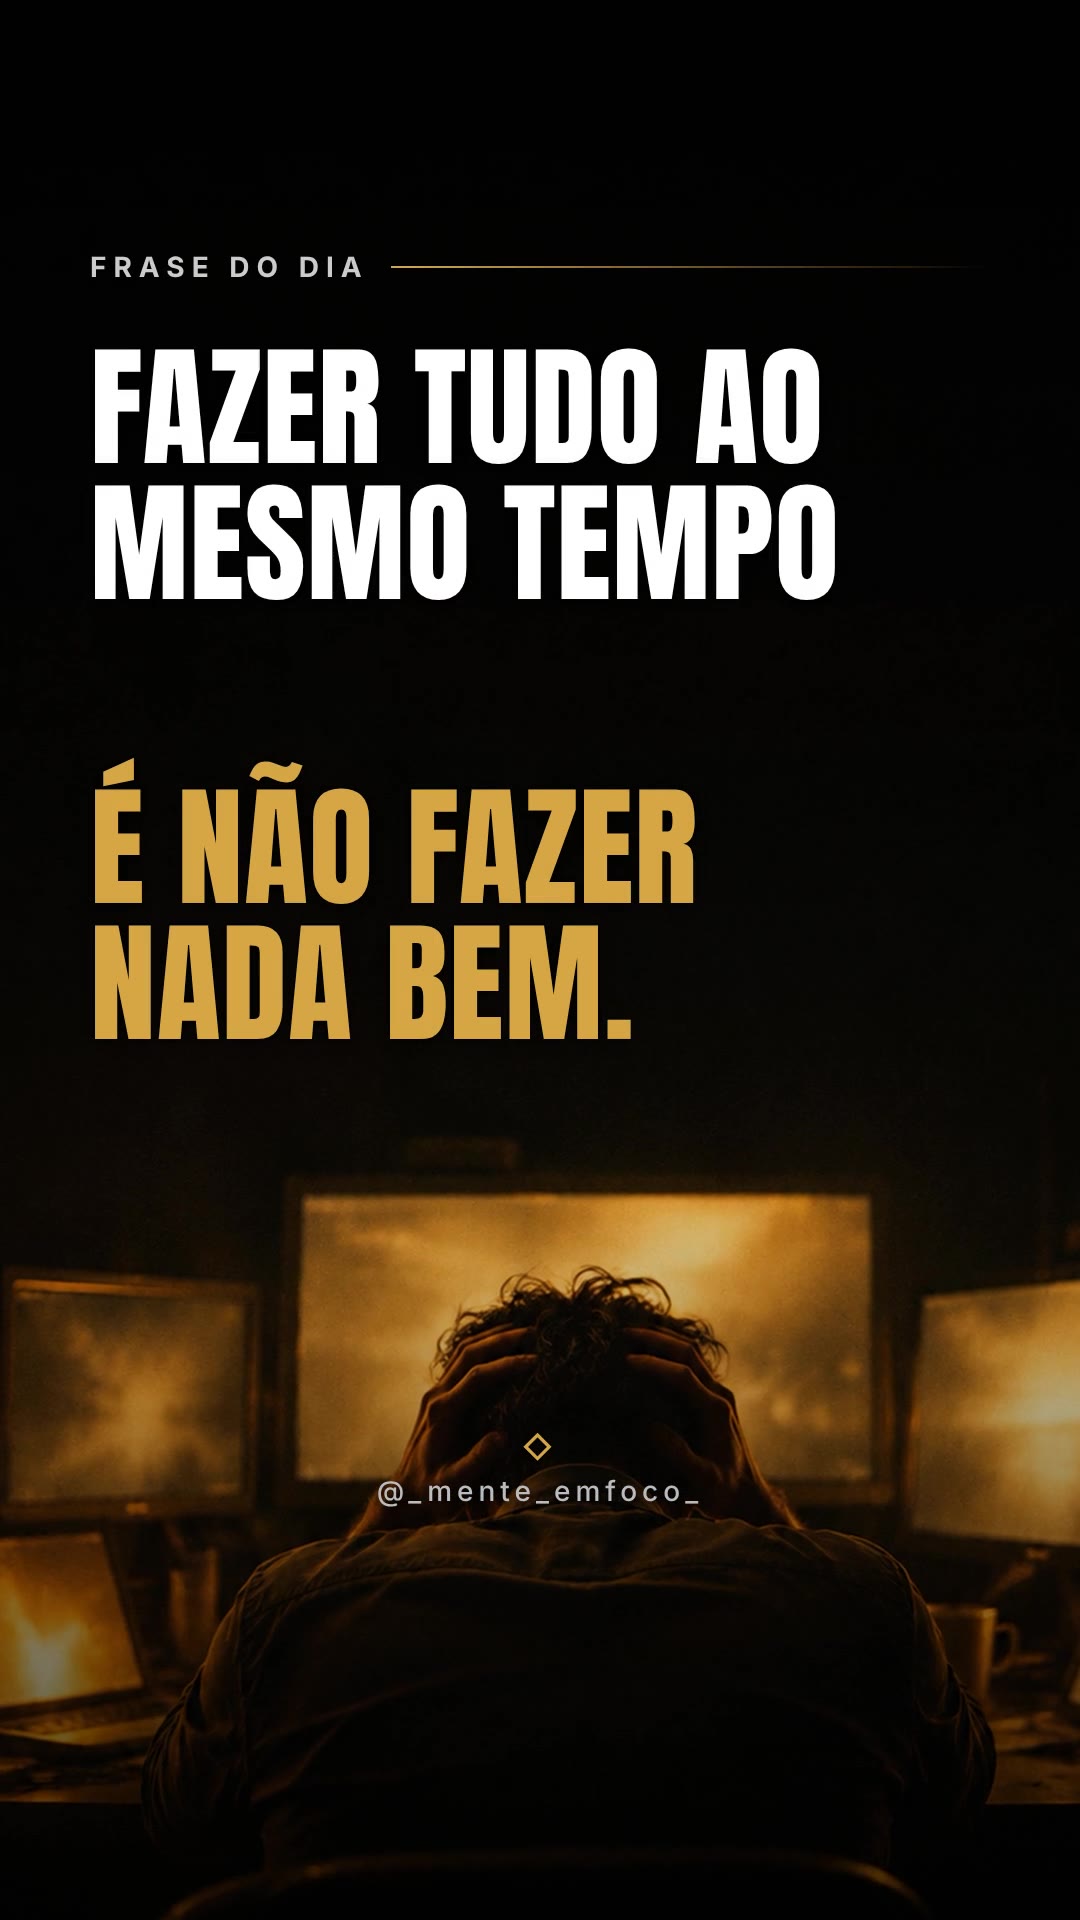 FRASE DO DIA
FAZER TUDO AO
MESMO TEMPO
É NÃO FAZER
NADA BEM.
@_mente_emfoco_